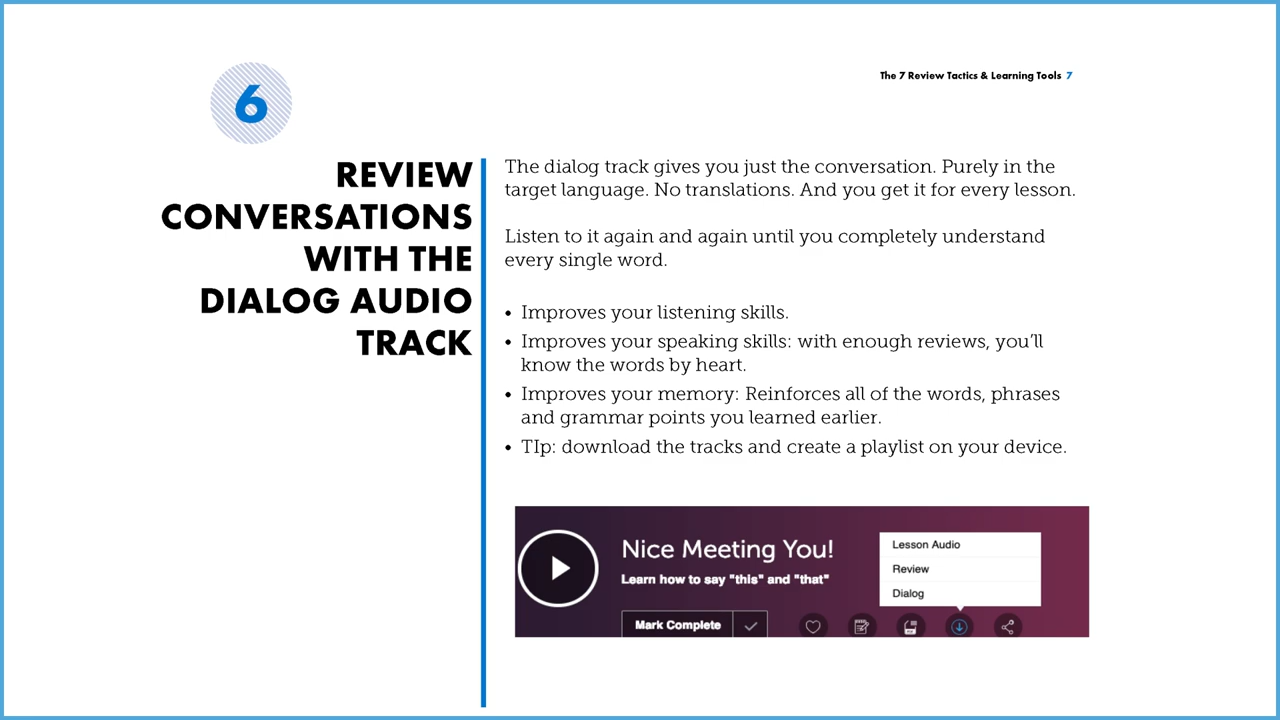 The 7 Review Tactics & Learning Tools 7
6
REVIEW
CONVERSATIONS
WITH THE
DIALOG AUDIO
TRACK
The dialog track gives you just the conversation. Purely in the
target language. No translations. And you get it for every lesson.
Listen to it again and again until you completely understand
every single word.
• Improves your listening skills.
• Improves your speaking skills: with enough reviews, you'll
know the words by heart.
• Improves your memory: Reinforces all of the words, phrases
and grammar points you learned earlier.
• TIp: download the tracks and create a playlist on your device.
Nice Meeting You!
Learn how to say "this" and "that"
Mark Complete
Lesson Audio
Review
Dialog